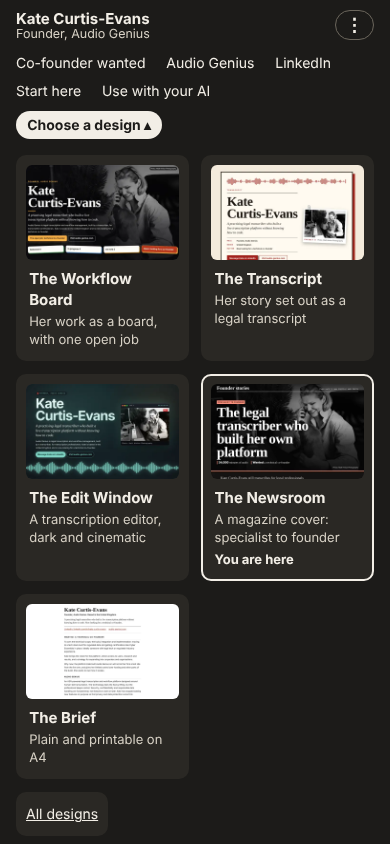 Kate Curtis-Evans
Founder, Audio Genius
Co-founder wanted
Audio Genius
LinkedIn
Start here
Use with your AI
Choose a design ▴
Kate
Curtis-Evans
The Workflow
Board
Her work as a board,
with one open job
Kate
Curtis-Evans
The Transcript
Her story set out as a
legal transcript
Kate
Curtis-Evans
The Edit Window
A transcription editor,
dark and cinematic
Founder stories
The legal
transcriber who
built her own
platform
The Newsroom
A magazine cover:
specialist to founder
You are here
Kate Curtis-Evans
The Brief
Plain and printable on
A4
All designs